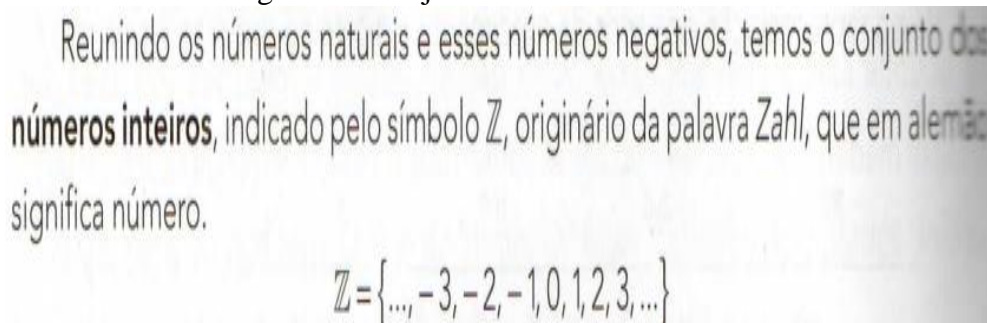 Reunindo os números naturais e esses números negativos, temos o conjunto dos
números inteiros, indicado pelo símbolo ℤ, originário da palavra Zahl, que em alemão
significa número.
ℤ = {..., −3, −2, −1,0, 1, 2, 3, ...}